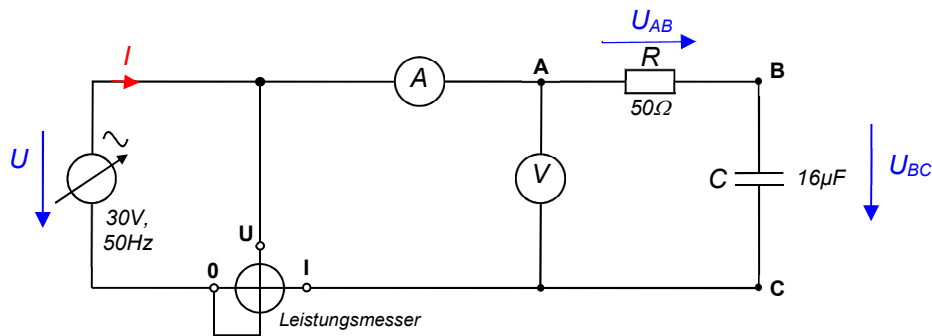 U_AB
I
A
A
R
B
50Ω
U
~
V
C
16µF
U_BC
30V,
50Hz
U
0
I
C
Leistungsmesser